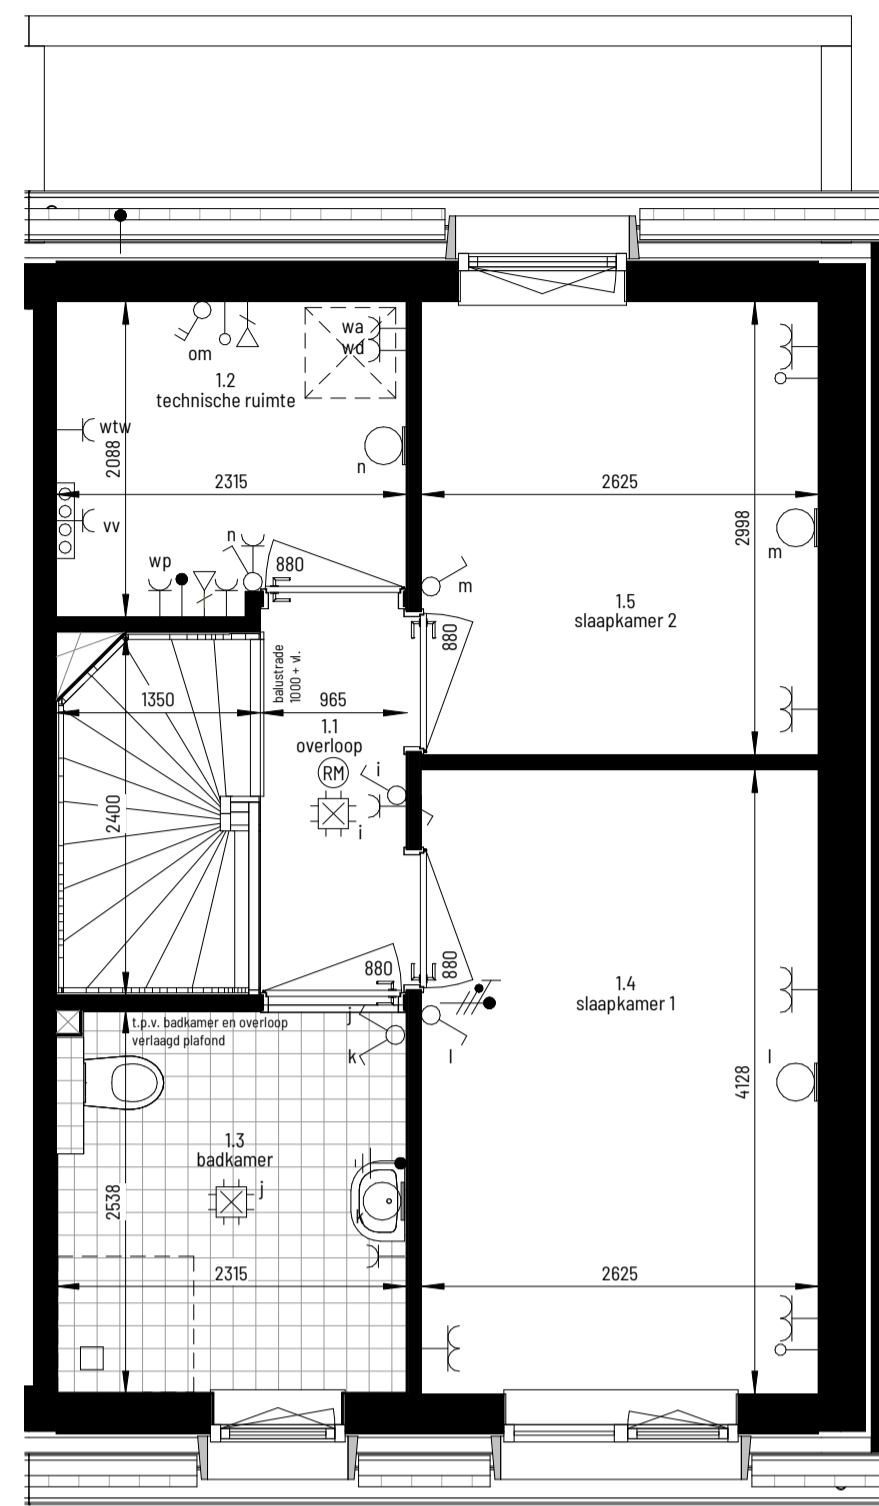 wa
wd
om
1.2
technische ruimte
wtw
2088
n
2315
2625
2998
vv
m
n
wp
880
m
1.5
slaapkamer 2
880
balustrade
1000 + vl.
1350
965
1.1
overloop
RM
i
i
2400
880
880
1.4
slaapkamer 1
j
t.p.v. badkamer en overloop
verlaagd plafond
k
l
l
4128
1.3
badkamer
j
k
2538
2315
2625